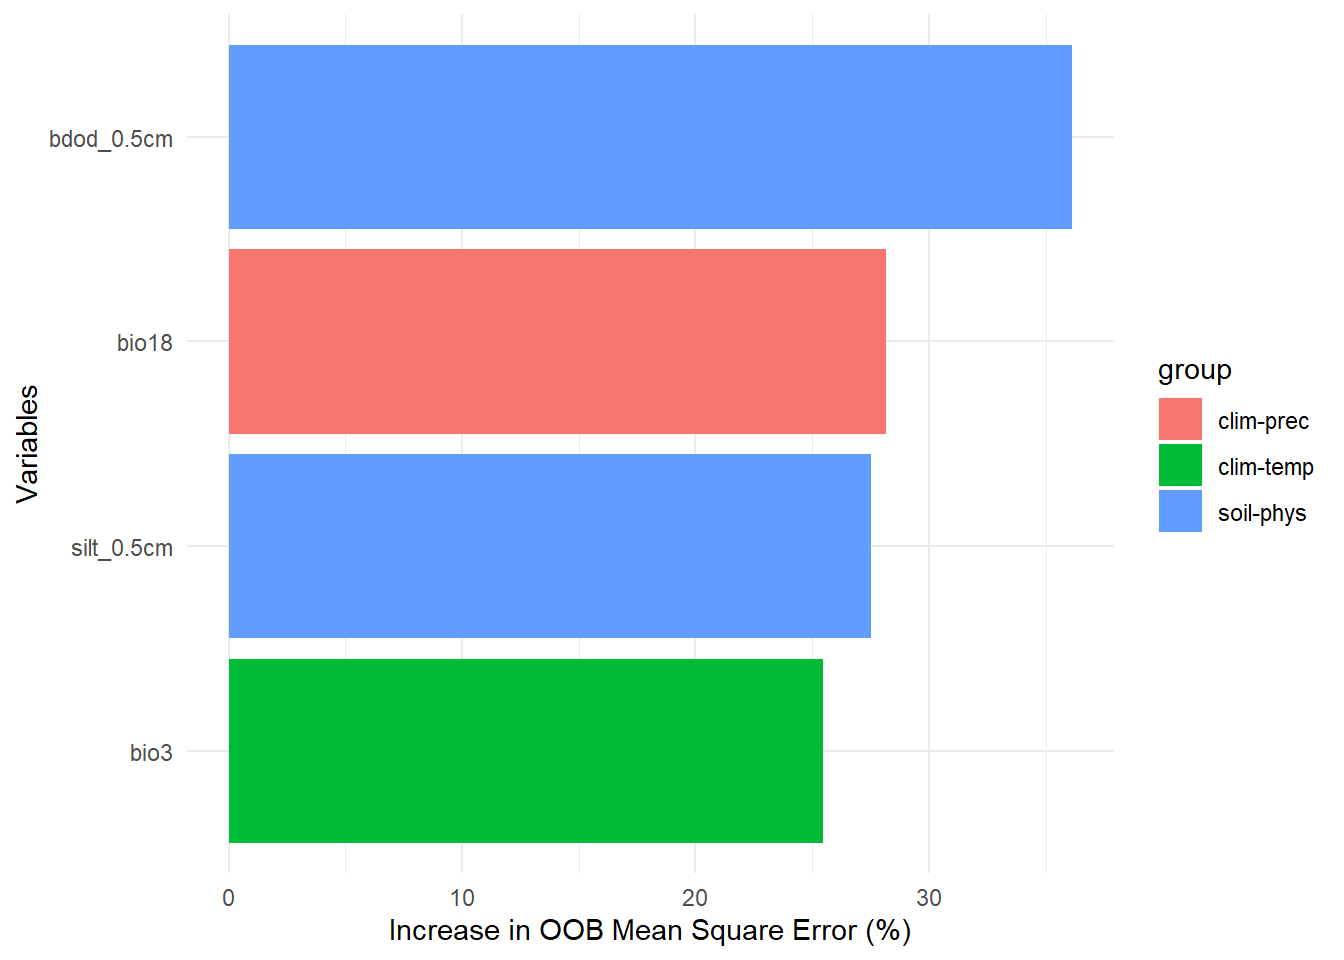 Variables
bdod_0.5cm
bio18
silt_0.5cm
bio3
0 10 20 30
Increase in OOB Mean Square Error (%)
group
clim-prec
clim-temp
soil-phys